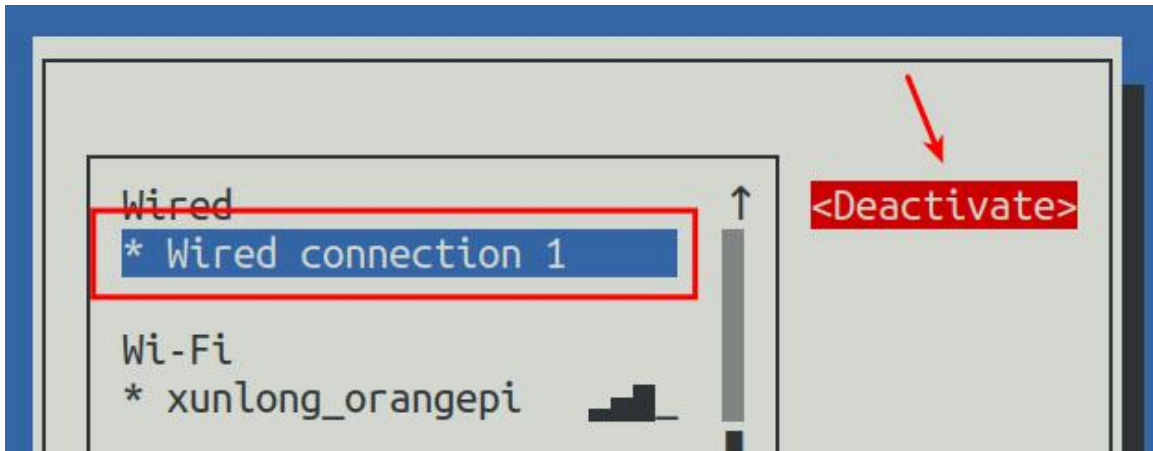 Wired
* Wired connection 1
<Deactivate>
Wi-Fi
* xunlong_orangepi